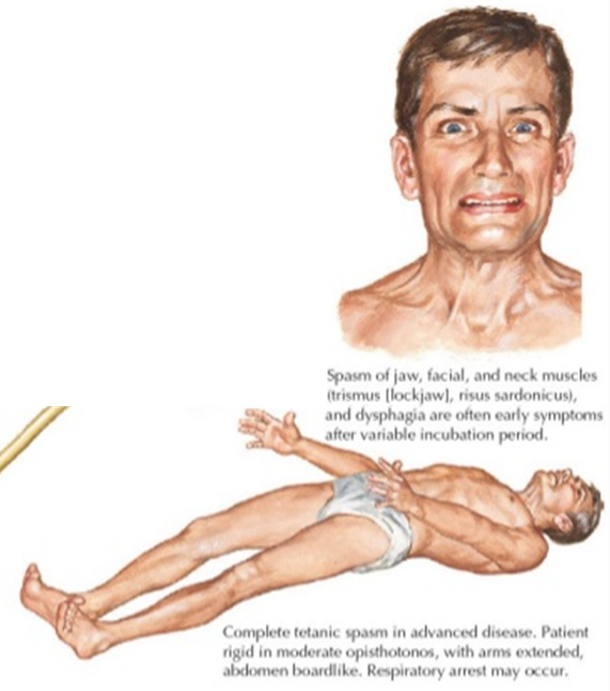 Spasm of jaw, facial, and neck muscles
(trismus [lockjaw], risus sardonicus),
and dysphagia are often early symptoms
after variable incubation period.
Complete tetanic spasm in advanced disease. Patient
rigid in moderate opisthotonos, with arms extended,
abdomen boardlike. Respiratory arrest may occur.